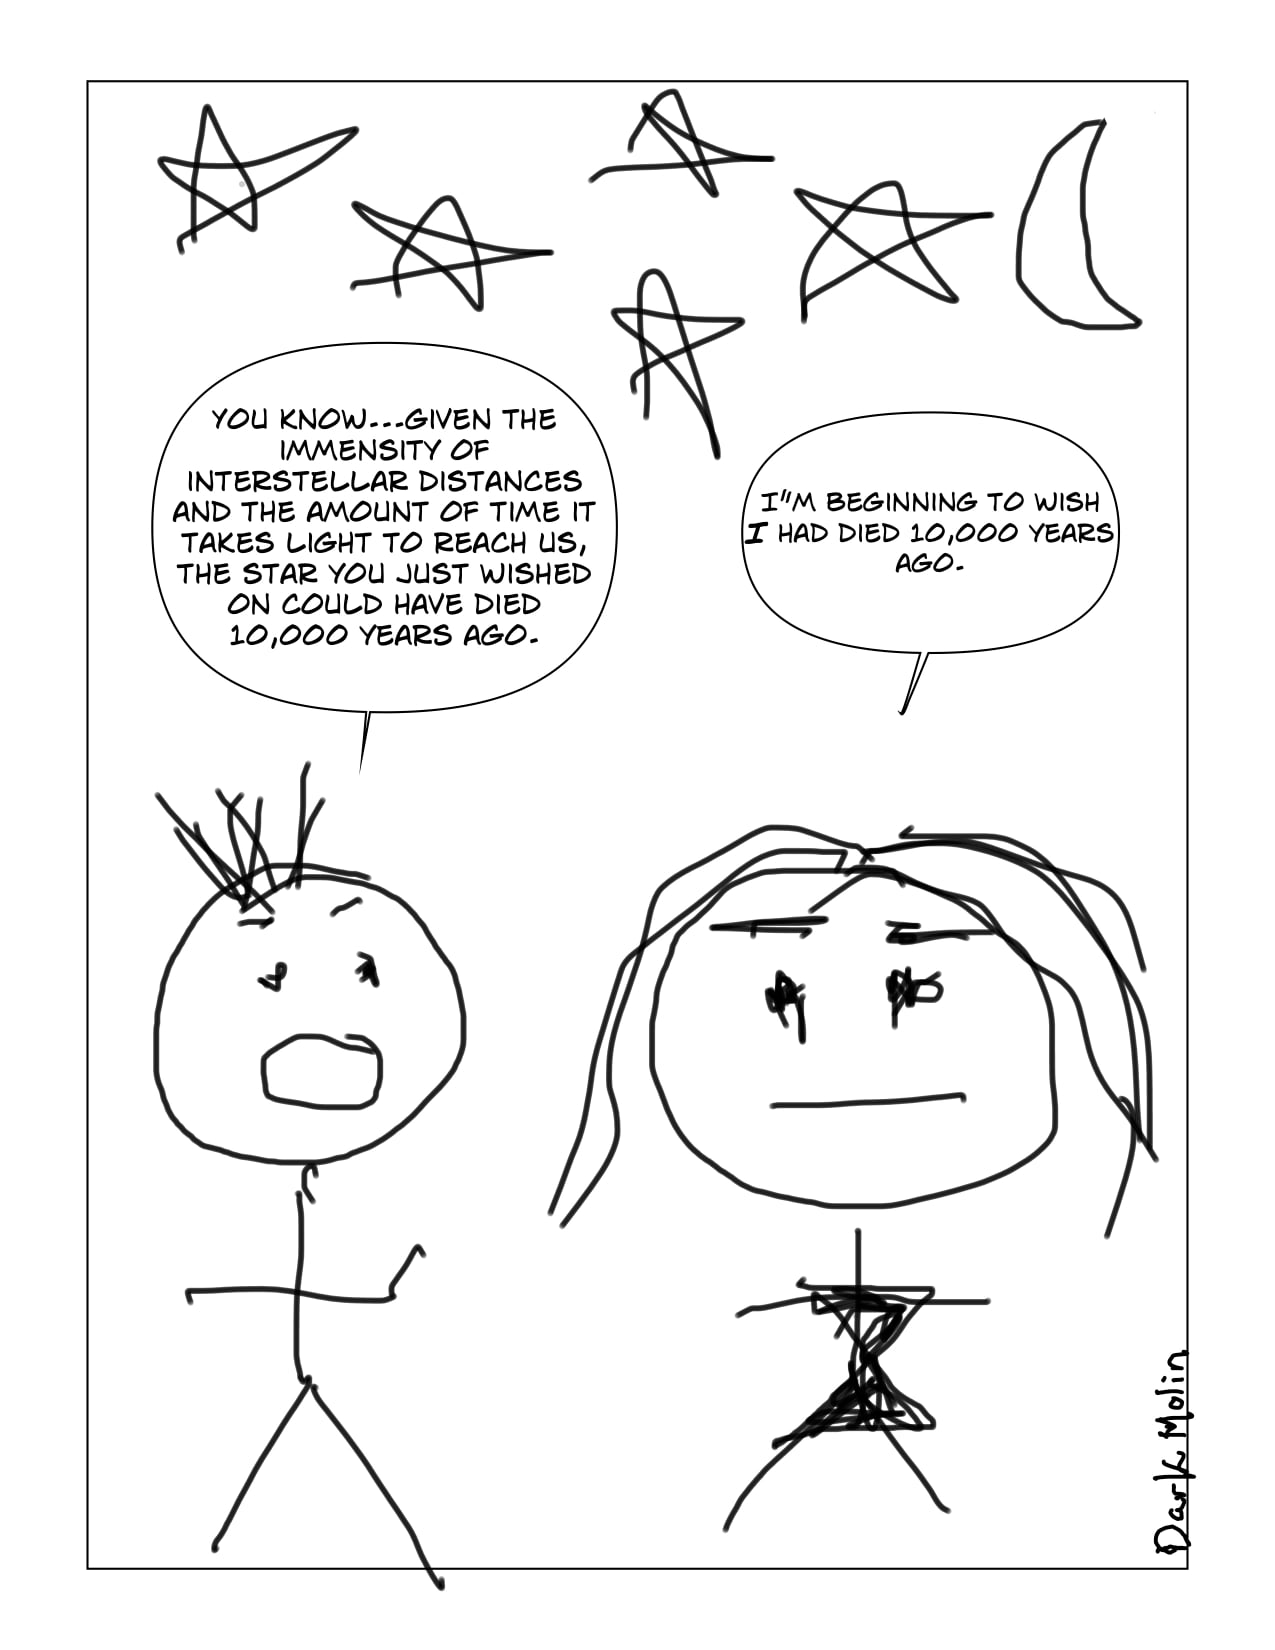 YOU KNOW...GIVEN THE
IMMENSITY OF
INTERSTELLAR DISTANCES
AND THE AMOUNT OF TIME IT
TAKES LIGHT TO REACH US,
THE STAR YOU JUST WISHED
ON COULD HAVE DIED
10,000 YEARS AGO.
I"M BEGINNING TO WISH
I HAD DIED 10,000 YEARS
AGO.
Dark Molin